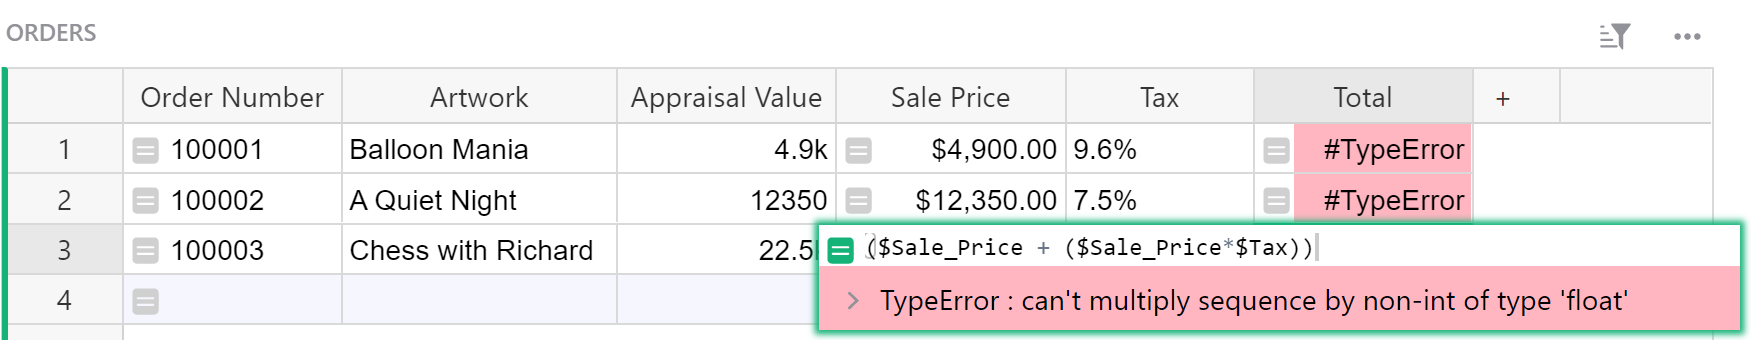 ORDERS
Order Number Artwork Appraisal Value Sale Price Tax Total +
1 100001 Balloon Mania 4.9k $4,900.00 9.6% #TypeError
2 100002 A Quiet Night 12350 $12,350.00 7.5% #TypeError
3 100003 Chess with Richard 22.5 ($Sale_Price + ($Sale_Price*$Tax))
4 TypeError : can't multiply sequence by non-int of type 'float'